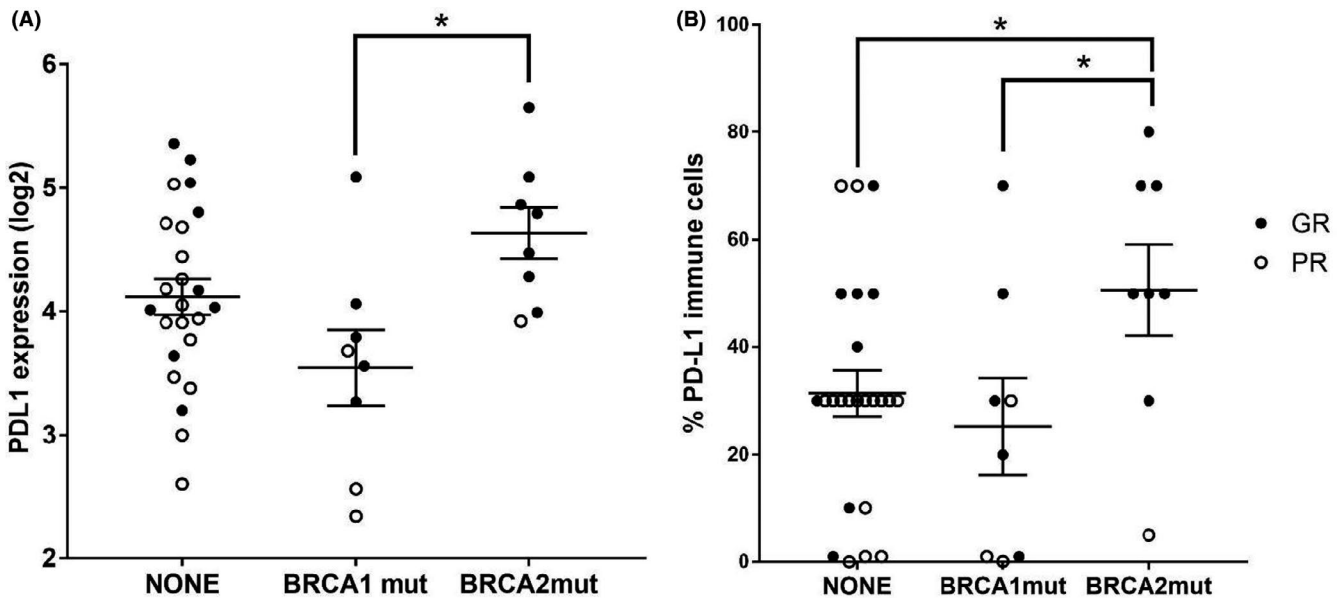 (A)
*
PDL1 expression (log2)
6
5
4
3
2
NONE BRCA1 mut BRCA2mut
(B)
*
*
% PD-L1 immune cells
100
80
60
40
20
0
NONE BRCA1mut BRCA2mut
GR
PR